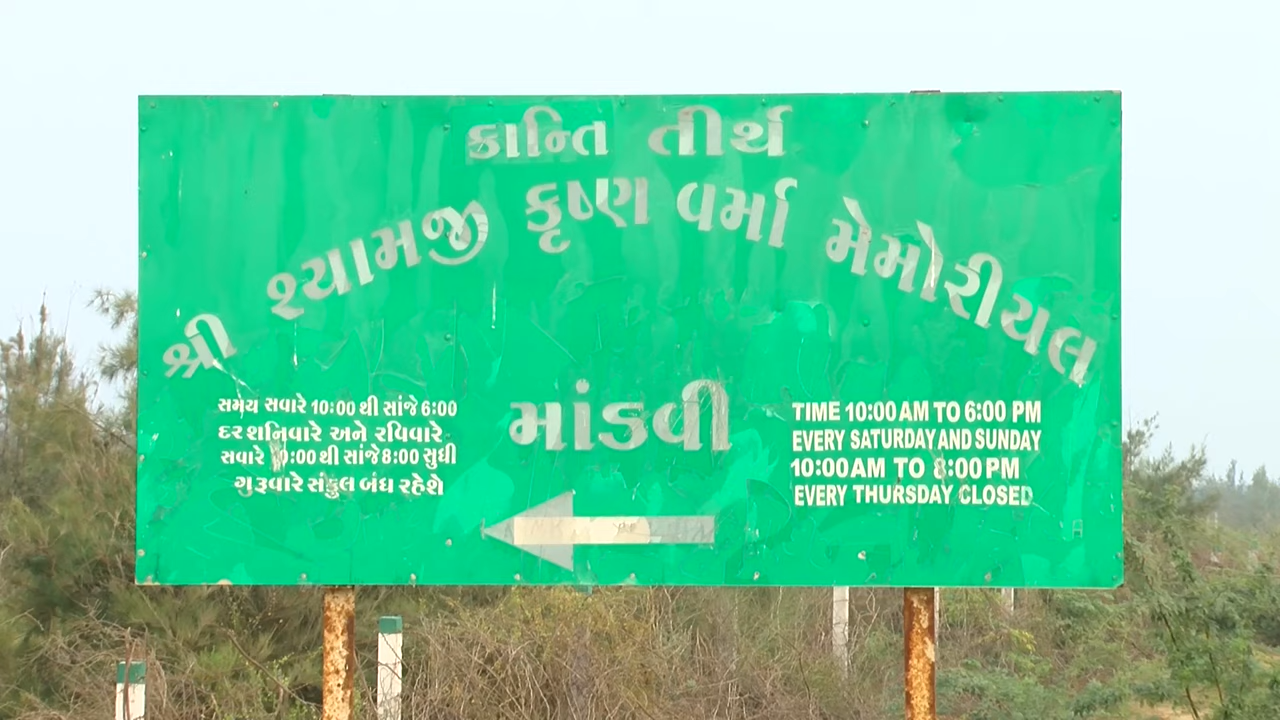 કાન્તિ તીર્થ
શ્રી શ્યામજી કૃષ્ણ વર્મા મેમોરીયલ
માંડવી
સમય સવારે 10:00 થી સાંજે 6:00
દર શનિવારે અને રવિવારે
સવારે 10:00 થી સાંજે 8:00 સુધી
ગુરૂવારે સંકુલ બંધ રહેશે
TIME 10:00 AM TO 6:00 PM
EVERY SATURDAY AND SUNDAY
10:00 AM TO 8:00 PM
EVERY THURSDAY CLOSED